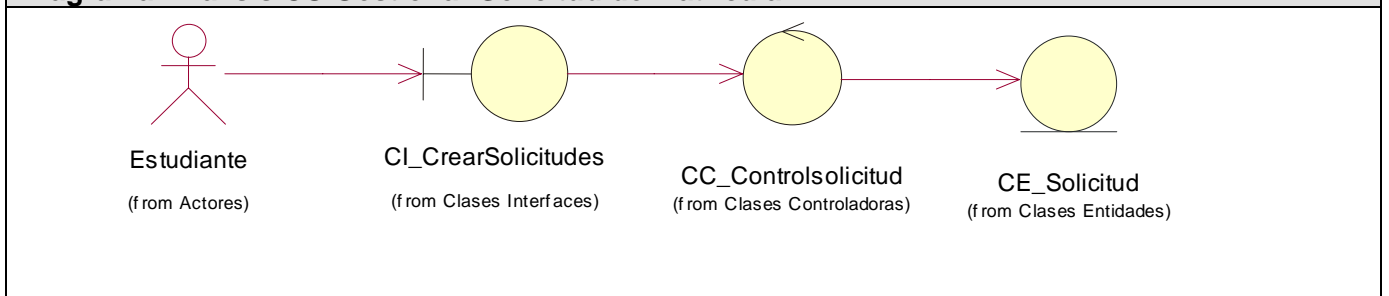 Estudiante
(from Actores)
CI_CrearSolicitudes
(from Clases Interfaces)
CC_Controlsolicitud
(from Clases Controladoras)
CE_Solicitud
(from Clases Entidades)